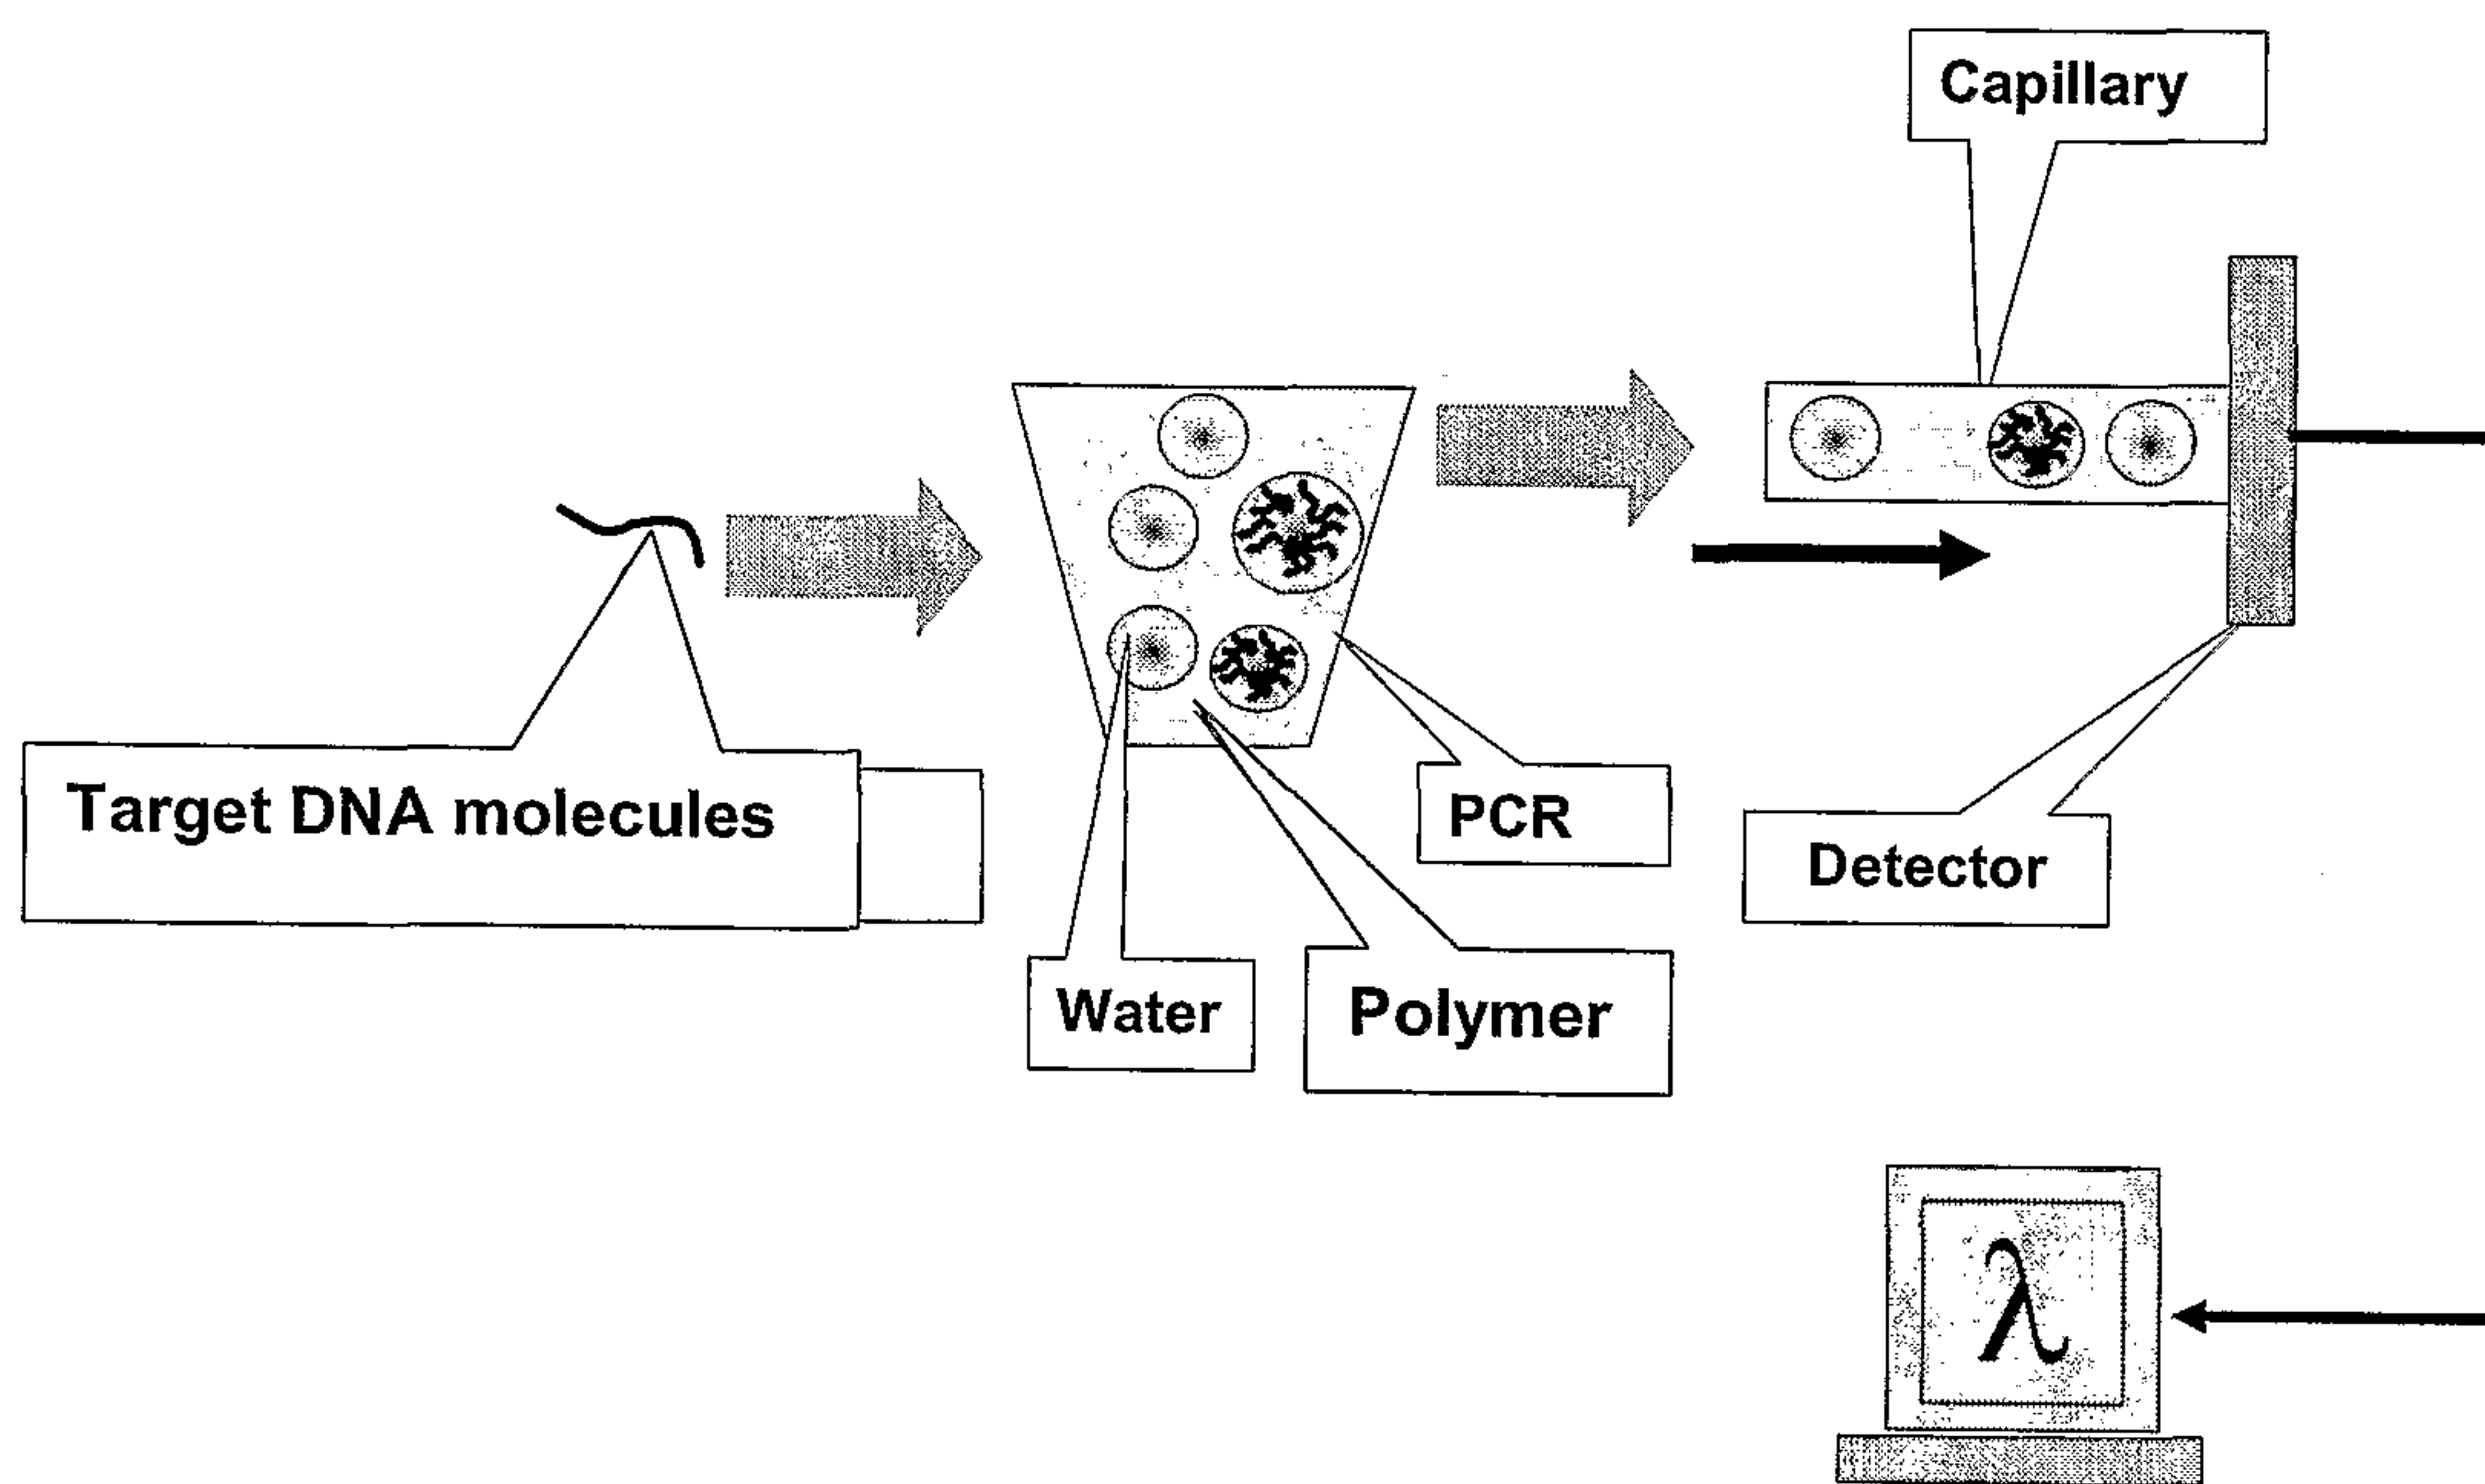 Capillary
Target DNA molecules
PCR
Detector
Water
Polymer
λ